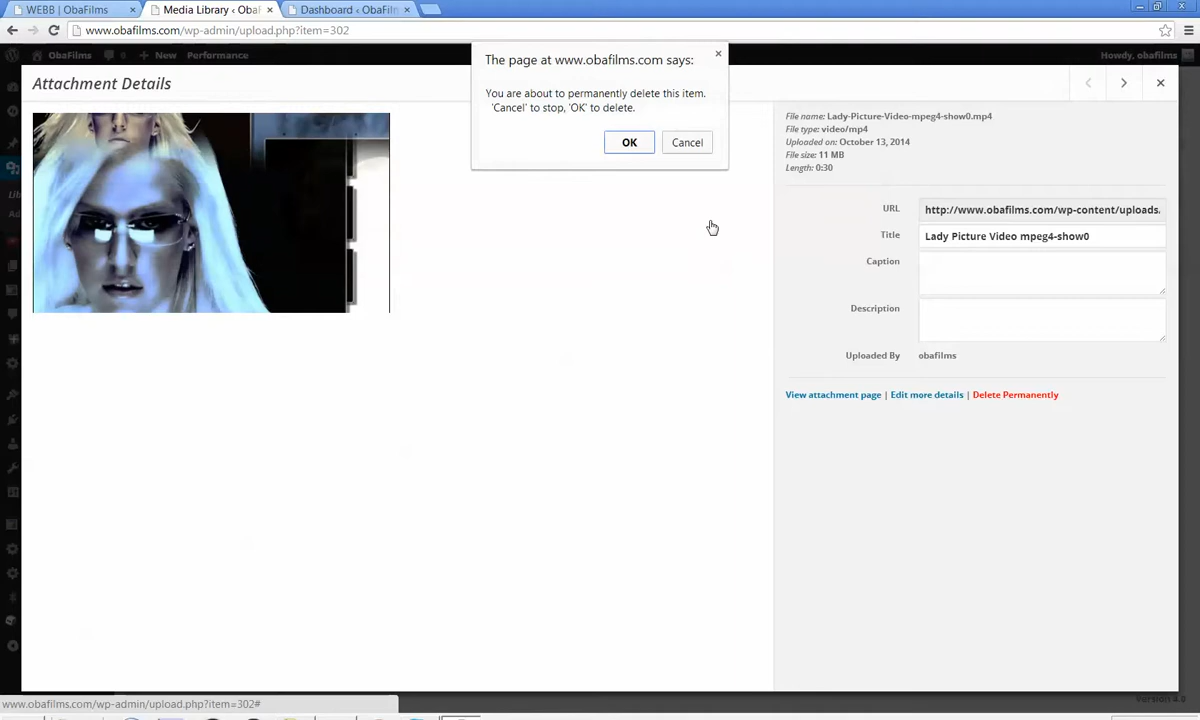 WEBB | ObaFilms
Media Library ‹ Oba
Dashboard ‹ ObaFilm
www.obafilms.com/wp-admin/upload.php?item=302
ObaFilms 0 New Performance
Howdy, obafilms
Attachment Details
The page at www.obafilms.com says:
You are about to permanently delete this item.
'Cancel' to stop, 'OK' to delete.
OK Cancel
File name: Lady-Picture-Video-mpeg4-show0.mp4
File type: video/mp4
Uploaded on: October 13, 2014
File size: 11 MB
Length: 0:30
URL http://www.obafilms.com/wp-content/uploads.
Title Lady Picture Video mpeg4-show0
Caption
Description
Uploaded By obafilms
View attachment page | Edit more details | Delete Permanently
www.obafilms.com/wp-admin/upload.php?item=302#